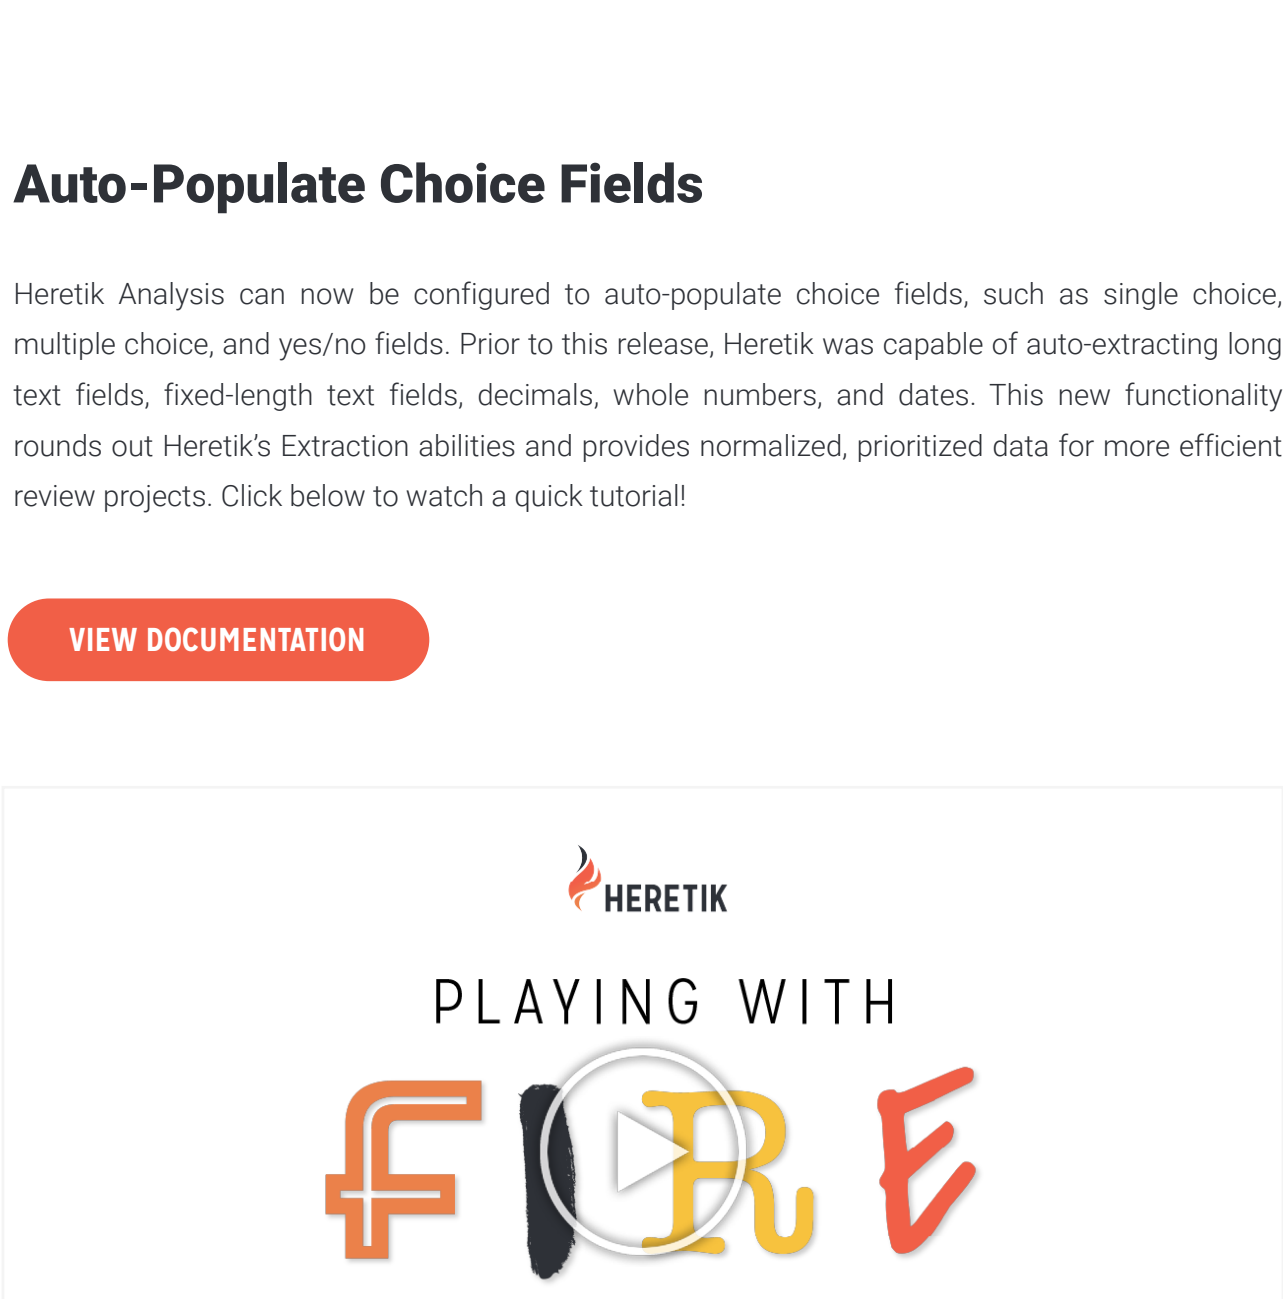 Auto-Populate Choice Fields
Heretik Analysis can now be configured to auto-populate choice fields, such as single choice,
multiple choice, and yes/no fields. Prior to this release, Heretik was capable of auto-extracting long
text fields, fixed-length text fields, decimals, whole numbers, and dates. This new functionality
rounds out Heretik’s Extraction abilities and provides normalized, prioritized data for more efficient
review projects. Click below to watch a quick tutorial!
VIEW DOCUMENTATION
HERETIK
PLAYING WITH
FIRE